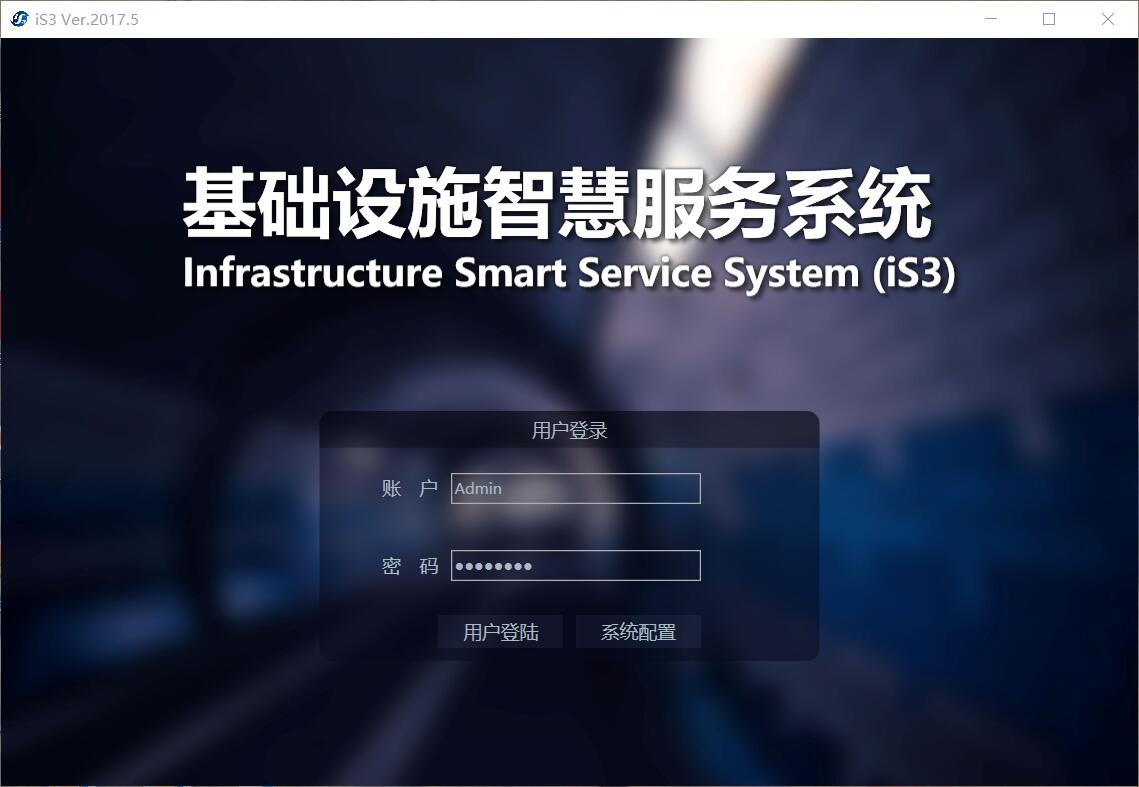 iS3 Ver.2017.5
基础设施智慧服务系统
Infrastructure Smart Service System (iS3)
用户登录
账 户 Admin
密 码 ●●●●●●●●
用户登陆 系统配置